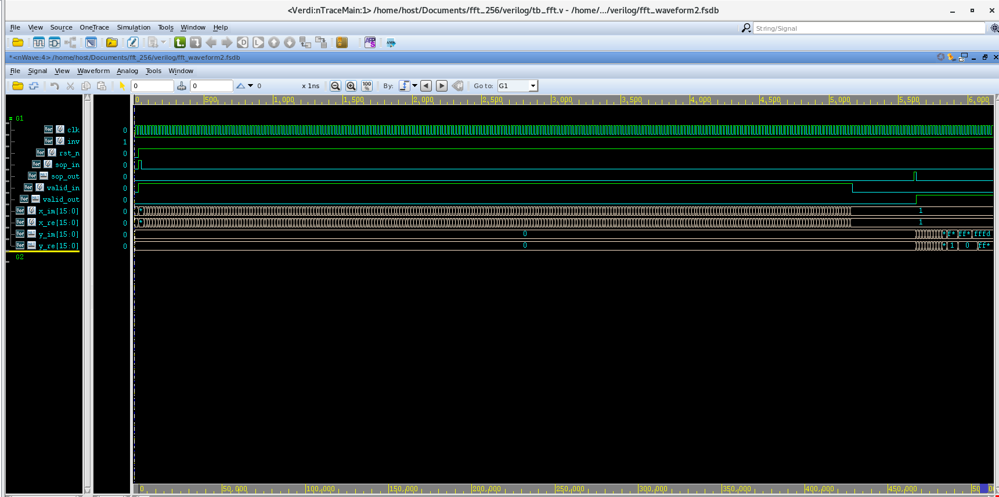 <Verdi:nTraceMain:1> /home/host/Documents/fft_256/verilog/tb_fft.v - /home/.../verilog/fft_waveform2.fsdb
File View Source OneTrace Simulation Tools Window Help
String/Signal
*<nWave:4> /home/host/Documents/fft_256/verilog/fft_waveform2.fsdb
File Signal View Waveform Analog Tools Window
0 0 0 x 1ns 100 % By: Go to: G1
0 500 1,000 1,500 2,000 2,500 3,000 3,500 4,000 4,500 5,000 5,500 6,000
G1
clk 0
inv 1
rst_n 0
sop_in 0
sop_out 0
valid_in 0
valid_out 0
x_im[15:0] 0 * 1
x_re[15:0] 0 * 1
y_im[15:0] 0 0 * f* ff* fffd
y_re[15:0] 0 0 * 1 0 ff*
G2
0 50,000 100,000 150,000 200,000 250,000 300,000 350,000 400,000 450,000